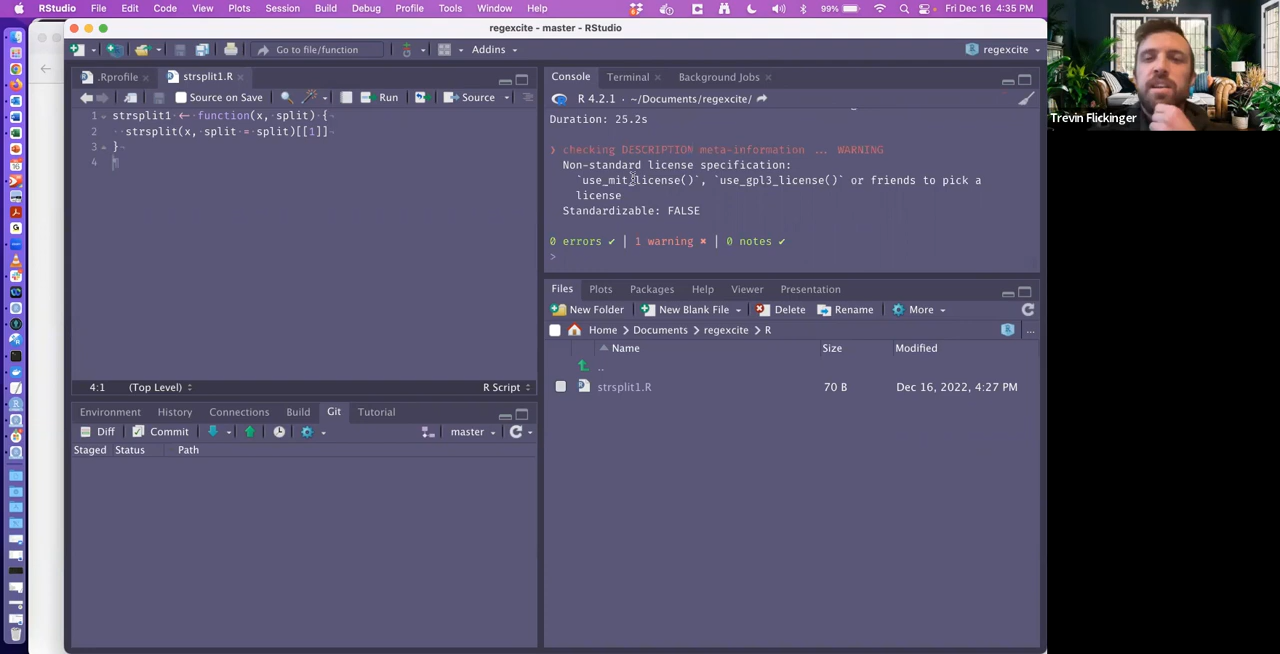 RStudio File Edit Code View Plots Session Build Debug Profile Tools Window Help 99% Fri Dec 16 4:35 PM
regexcite - master - RStudio
Go to file/function Addins regexcite
.Rprofile strsplit1.R
Source on Save Run Source
1 strsplit1 <- function(x, split) {
2 strsplit(x, split = split)[[1]]
3 }
4
4:1 (Top Level) R Script
Environment History Connections Build Git Tutorial
Diff Commit master
Staged Status Path
Console Terminal Background Jobs
R 4.2.1 · ~/Documents/regexcite/
Duration: 25.2s
❯ checking DESCRIPTION meta-information ... WARNING
Non-standard license specification:
`use_mit_license()`, `use_gpl3_license()` or friends to pick a
license
Standardizable: FALSE
0 errors ✔ | 1 warning ✖ | 0 notes ✔
>
Files Plots Packages Help Viewer Presentation
New Folder New Blank File Delete Rename More
Home Documents regexcite R
Name Size Modified
..
strsplit1.R 70 B Dec 16, 2022, 4:27 PM
Trevin Flickinger